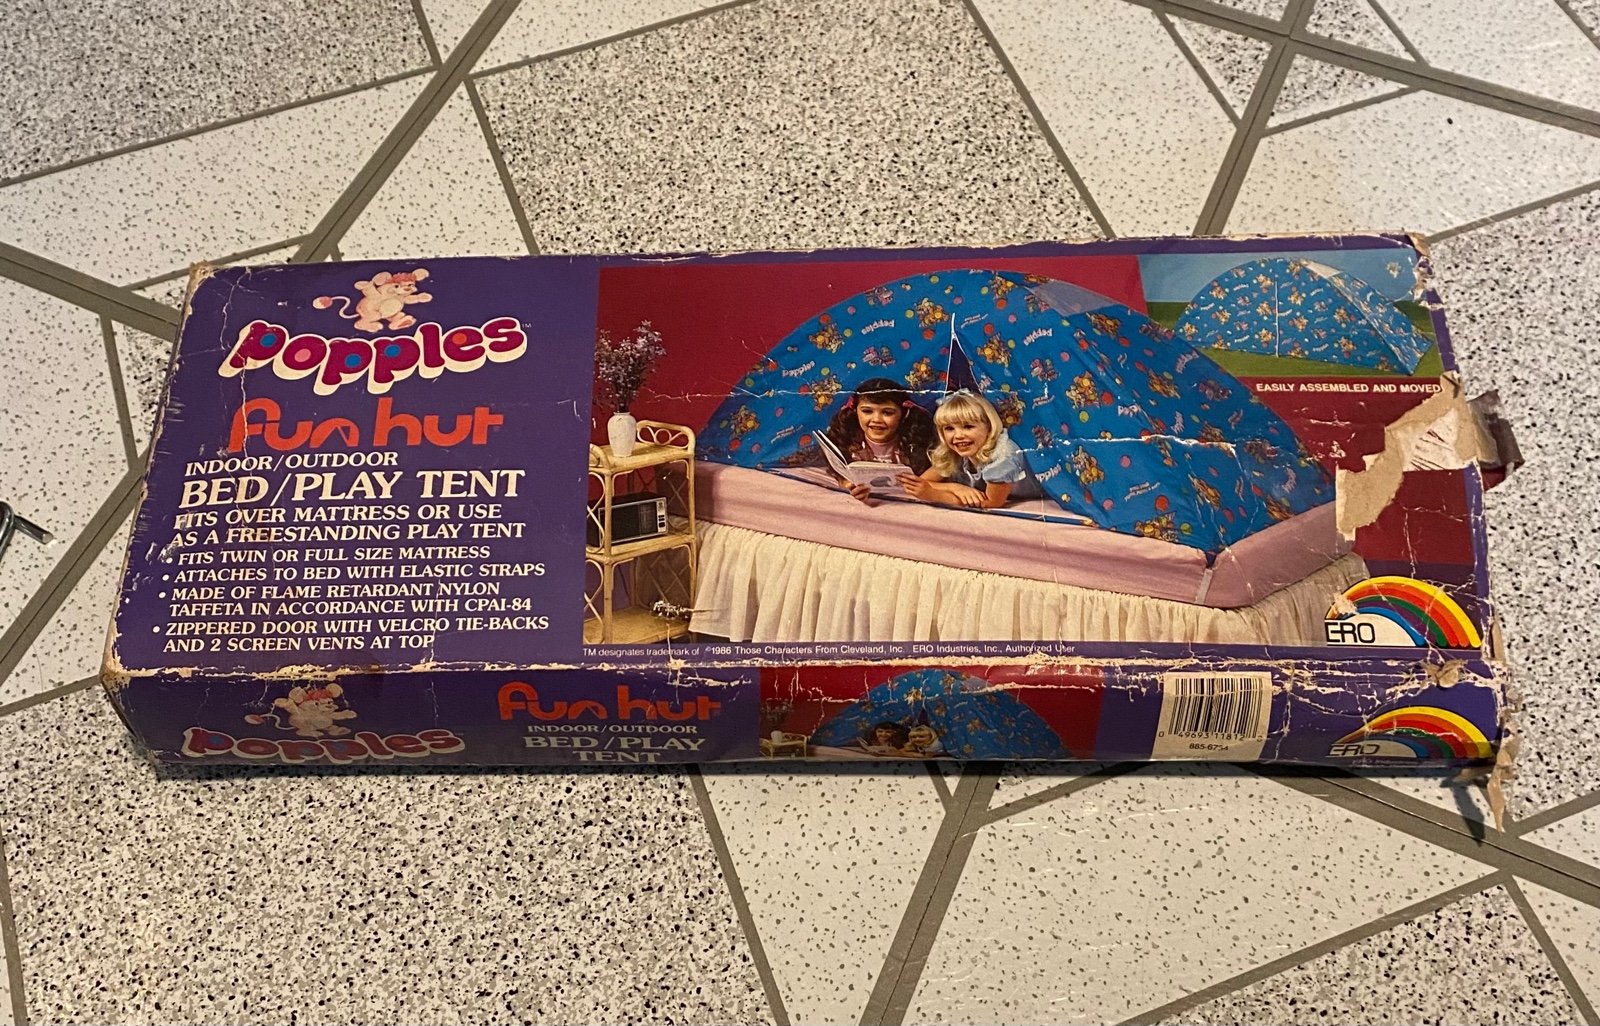 popples™
fun hut
INDOOR/OUTDOOR
BED/PLAY TENT
FITS OVER MATTRESS OR USE
AS A FREESTANDING PLAY TENT
• FITS TWIN OR FULL SIZE MATTRESS
• ATTACHES TO BED WITH ELASTIC STRAPS
• MADE OF FLAME RETARDANT NYLON
TAFFETA IN ACCORDANCE WITH CPAI-84
• ZIPPERED DOOR WITH VELCRO TIE-BACKS
AND 2 SCREEN VENTS AT TOP
EASILY ASSEMBLED AND MOVED
ERO
TM designates trademark of ©1986 Those Characters From Cleveland, Inc. ERO Industries, Inc., Authorized User
popples
fun hut
INDOOR/OUTDOOR
BED/PLAY
TENT
0 49693 11812
ERO